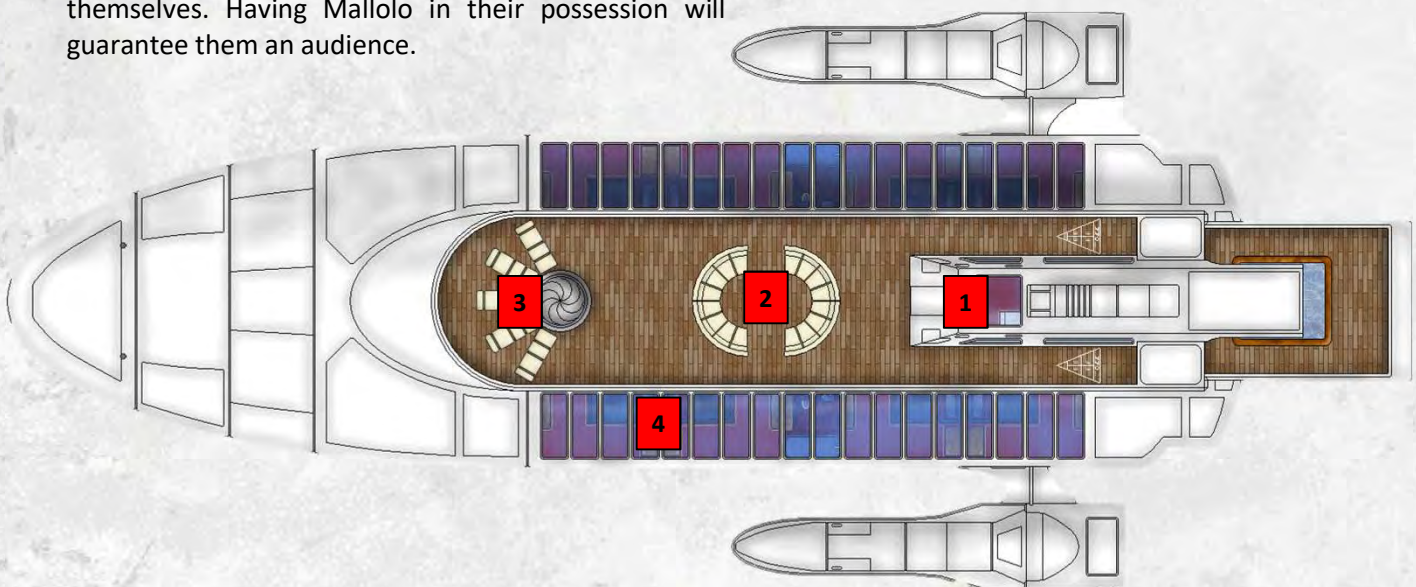 themselves. Having Mallolo in their possession will
guarantee them an audience.
3
2
1
4